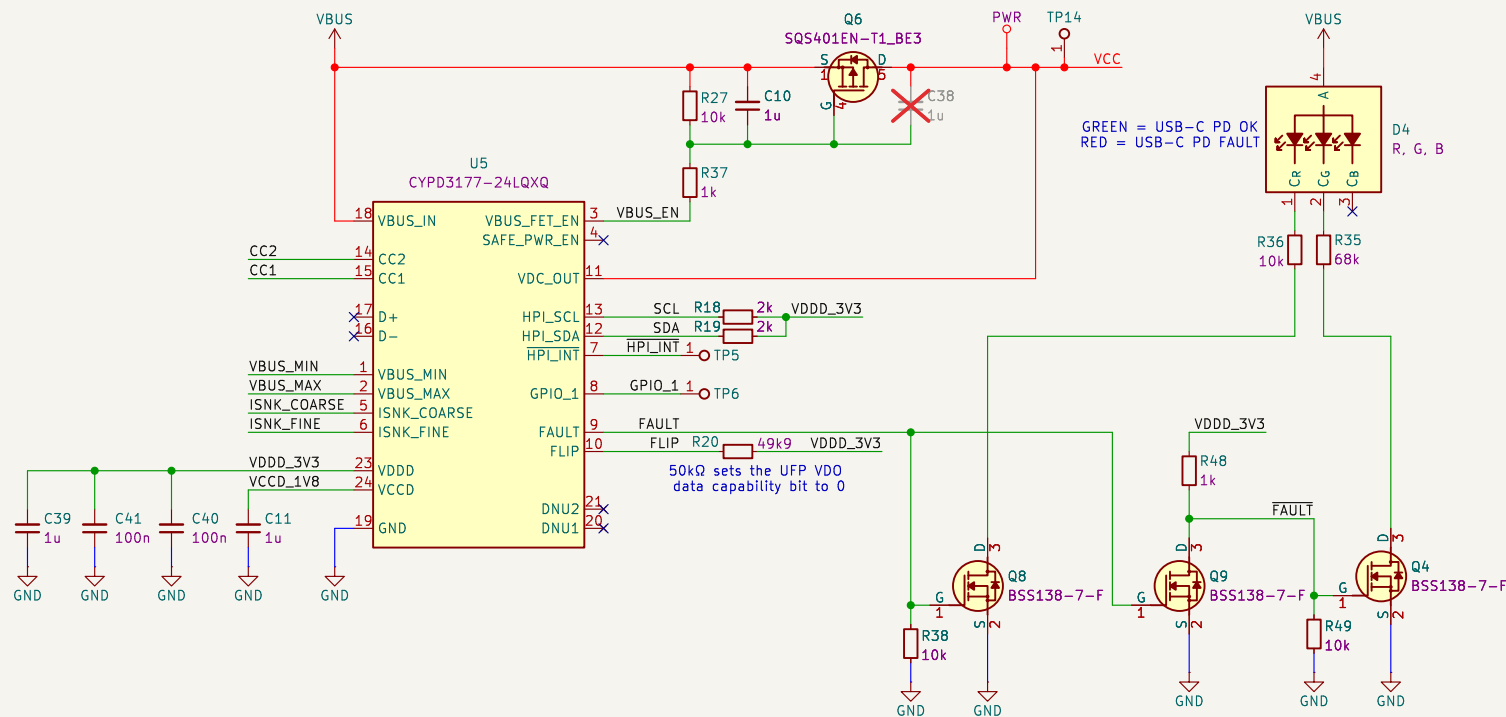 VBUS
Q6
SQS401EN-T1_BE3
PWR
TP14
1
VCC
VBUS
S
1
D
5
G
4
R27
10k
C10
1u
C38
1u
R37
1k
4
A
GREEN = USB-C PD OK
RED = USB-C PD FAULT
D4
R, G, B
CR
CG
CB
1
2
3
R36
10k
R35
68k
U5
CYPD3177-24LQXQ
18
VBUS_IN
CC2
14
CC2
CC1
15
CC1
17
D+
16
D-
VBUS_MIN
1
VBUS_MIN
VBUS_MAX
2
VBUS_MAX
ISNK_COARSE
5
ISNK_COARSE
ISNK_FINE
6
ISNK_FINE
VDDD_3V3
23
VDDD
VCCD_1V8
24
VCCD
19
GND
VBUS_FET_EN
3
VBUS_EN
SAFE_PWR_EN
4
VDC_OUT
11
HPI_SCL
13
SCL
R18
2k
VDDD_3V3
HPI_SDA
12
SDA
R19
2k
HPI_INT
7
HPI_INT
1
TP5
GPIO_1
8
GPIO_1
1
TP6
FAULT
9
FAULT
FLIP
10
FLIP
R20
49k9
VDDD_3V3
50kΩ sets the UFP VDO
data capability bit to 0
DNU2
21
DNU1
20
C39
1u
C41
100n
C40
100n
C11
1u
GND
GND
GND
GND
GND
VDDD_3V3
R48
1k
FAULT
D
3
G
1
S
2
Q8
BSS138-7-F
D
3
G
1
S
2
Q9
BSS138-7-F
D
3
G
1
S
2
Q4
BSS138-7-F
R38
10k
R49
10k
GND
GND
GND
GND
GND